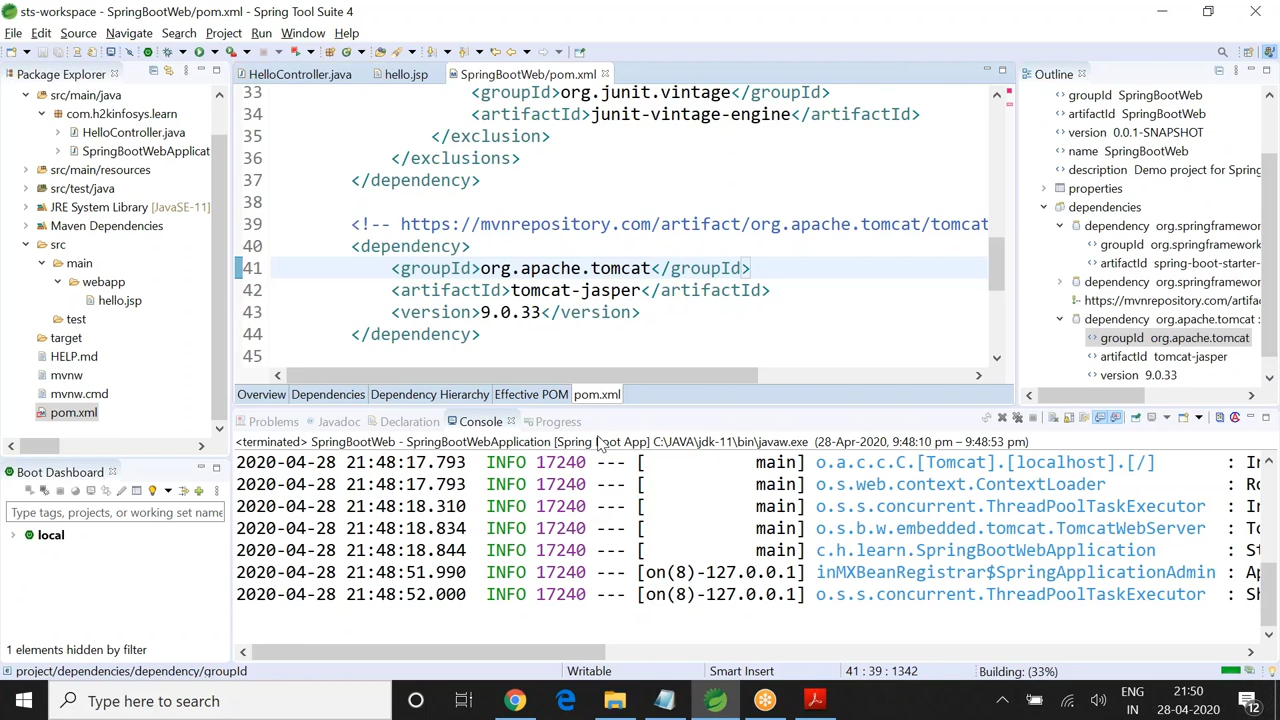 sts-workspace - SpringBootWeb/pom.xml - Spring Tool Suite 4
File Edit Source Navigate Search Project Run Window Help
Package Explorer
src/main/java
com.h2kinfosys.learn
HelloController.java
SpringBootWebApplicat
src/main/resources
src/test/java
JRE System Library [JavaSE-11]
Maven Dependencies
src
main
webapp
hello.jsp
test
target
HELP.md
mvnw
mvnw.cmd
pom.xml
Boot Dashboard
Type tags, projects, or working set name
local
1 elements hidden by filter
HelloController.java hello.jsp SpringBootWeb/pom.xml
33 <groupId>org.junit.vintage</groupId>
34 <artifactId>junit-vintage-engine</artifactId>
35 </exclusion>
36 </exclusions>
37 </dependency>
38
39 <!-- https://mvnrepository.com/artifact/org.apache.tomcat/tomcat
40 <dependency>
41 <groupId>org.apache.tomcat</groupId>
42 <artifactId>tomcat-jasper</artifactId>
43 <version>9.0.33</version>
44 </dependency>
45
Overview Dependencies Dependency Hierarchy Effective POM pom.xml
Outline
groupId SpringBootWeb
artifactId SpringBootWeb
version 0.0.1-SNAPSHOT
name SpringBootWeb
description Demo project for Spring
properties
dependencies
dependency org.springframework
groupId org.springframework
artifactId spring-boot-starter-
dependency org.springframework
https://mvnrepository.com/artifa
dependency org.apache.tomcat :
groupId org.apache.tomcat
artifactId tomcat-jasper
version 9.0.33
Problems Javadoc Declaration Console Progress
<terminated> SpringBootWeb - SpringBootWebApplication [Spring Boot App] C:\JAVA\jdk-11\bin\javaw.exe (28-Apr-2020, 9:48:10 pm – 9:48:53 pm)
2020-04-28 21:48:17.793 INFO 17240 --- [ main] o.a.c.c.C.[Tomcat].[localhost].[/] : In
2020-04-28 21:48:17.793 INFO 17240 --- [ main] o.s.web.context.ContextLoader : Ro
2020-04-28 21:48:18.310 INFO 17240 --- [ main] o.s.s.concurrent.ThreadPoolTaskExecutor : In
2020-04-28 21:48:18.834 INFO 17240 --- [ main] o.s.b.w.embedded.tomcat.TomcatWebServer : To
2020-04-28 21:48:18.844 INFO 17240 --- [ main] c.h.learn.SpringBootWebApplication : St
2020-04-28 21:48:51.990 INFO 17240 --- [on(8)-127.0.0.1] inMXBeanRegistrar$SpringApplicationAdmin : Ap
2020-04-28 21:48:52.000 INFO 17240 --- [on(8)-127.0.0.1] o.s.s.concurrent.ThreadPoolTaskExecutor : Sh
project/dependencies/dependency/groupId Writable Smart Insert 41 : 39 : 1342 Building: (33%)
Type here to search
ENG
IN
21:50
28-04-2020
12